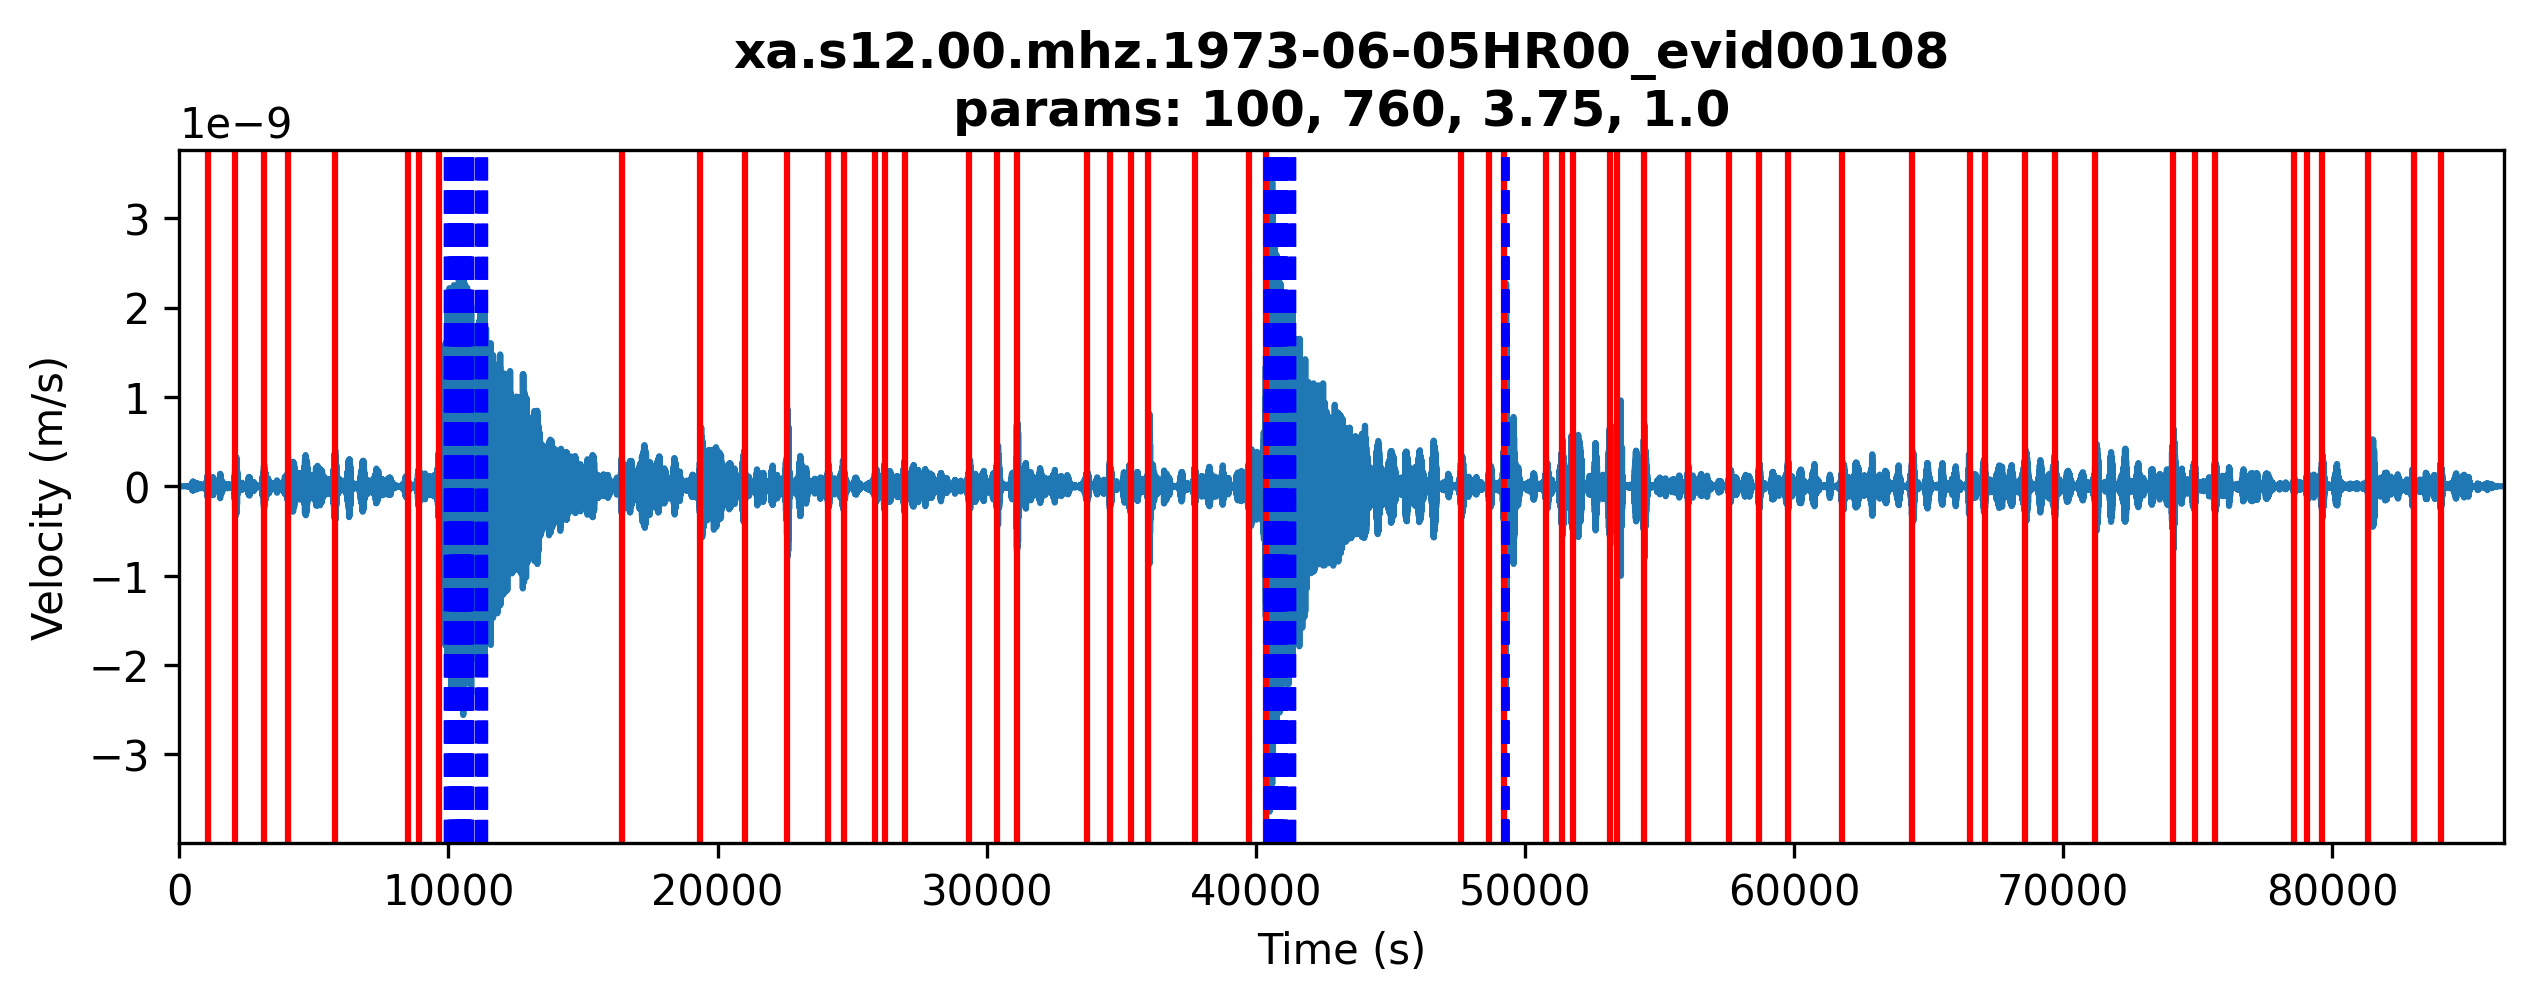 xa.s12.00.mhz.1973-06-05HR00_evid00108
params: 100, 760, 3.75, 1.0
1e−9
3
2
1
0
−1
−2
−3
Velocity (m/s)
0 10000 20000 30000 40000 50000 60000 70000 80000
Time (s)